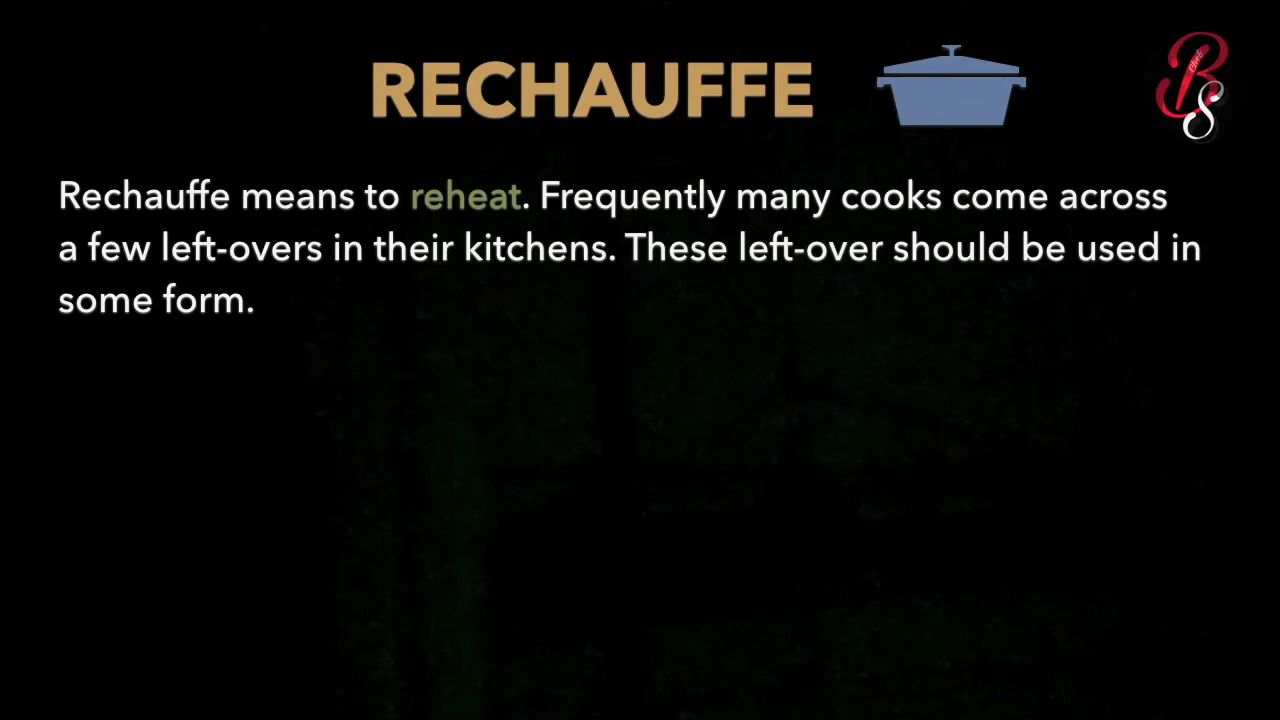 RECHAUFFE
Chef
B
S
Rechauffe means to reheat. Frequently many cooks come across
a few left-overs in their kitchens. These left-over should be used in
some form.